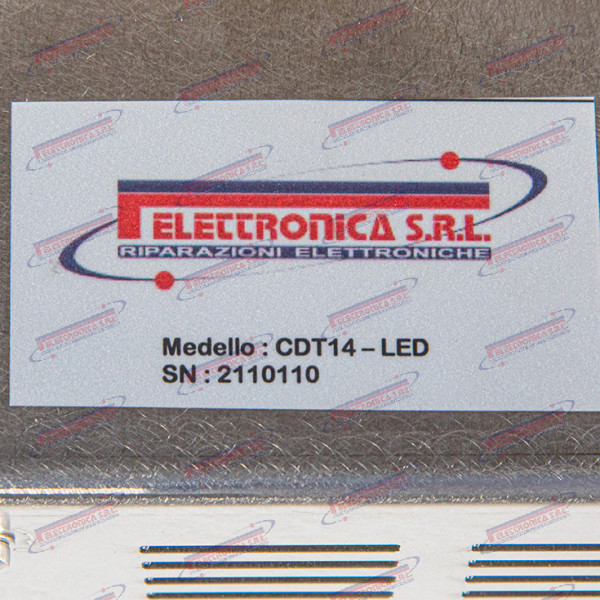 ELETTRONICA S.R.L.
RIPARAZIONI ELETTRONICHE
Medello : CDT14 – LED
SN : 2110110